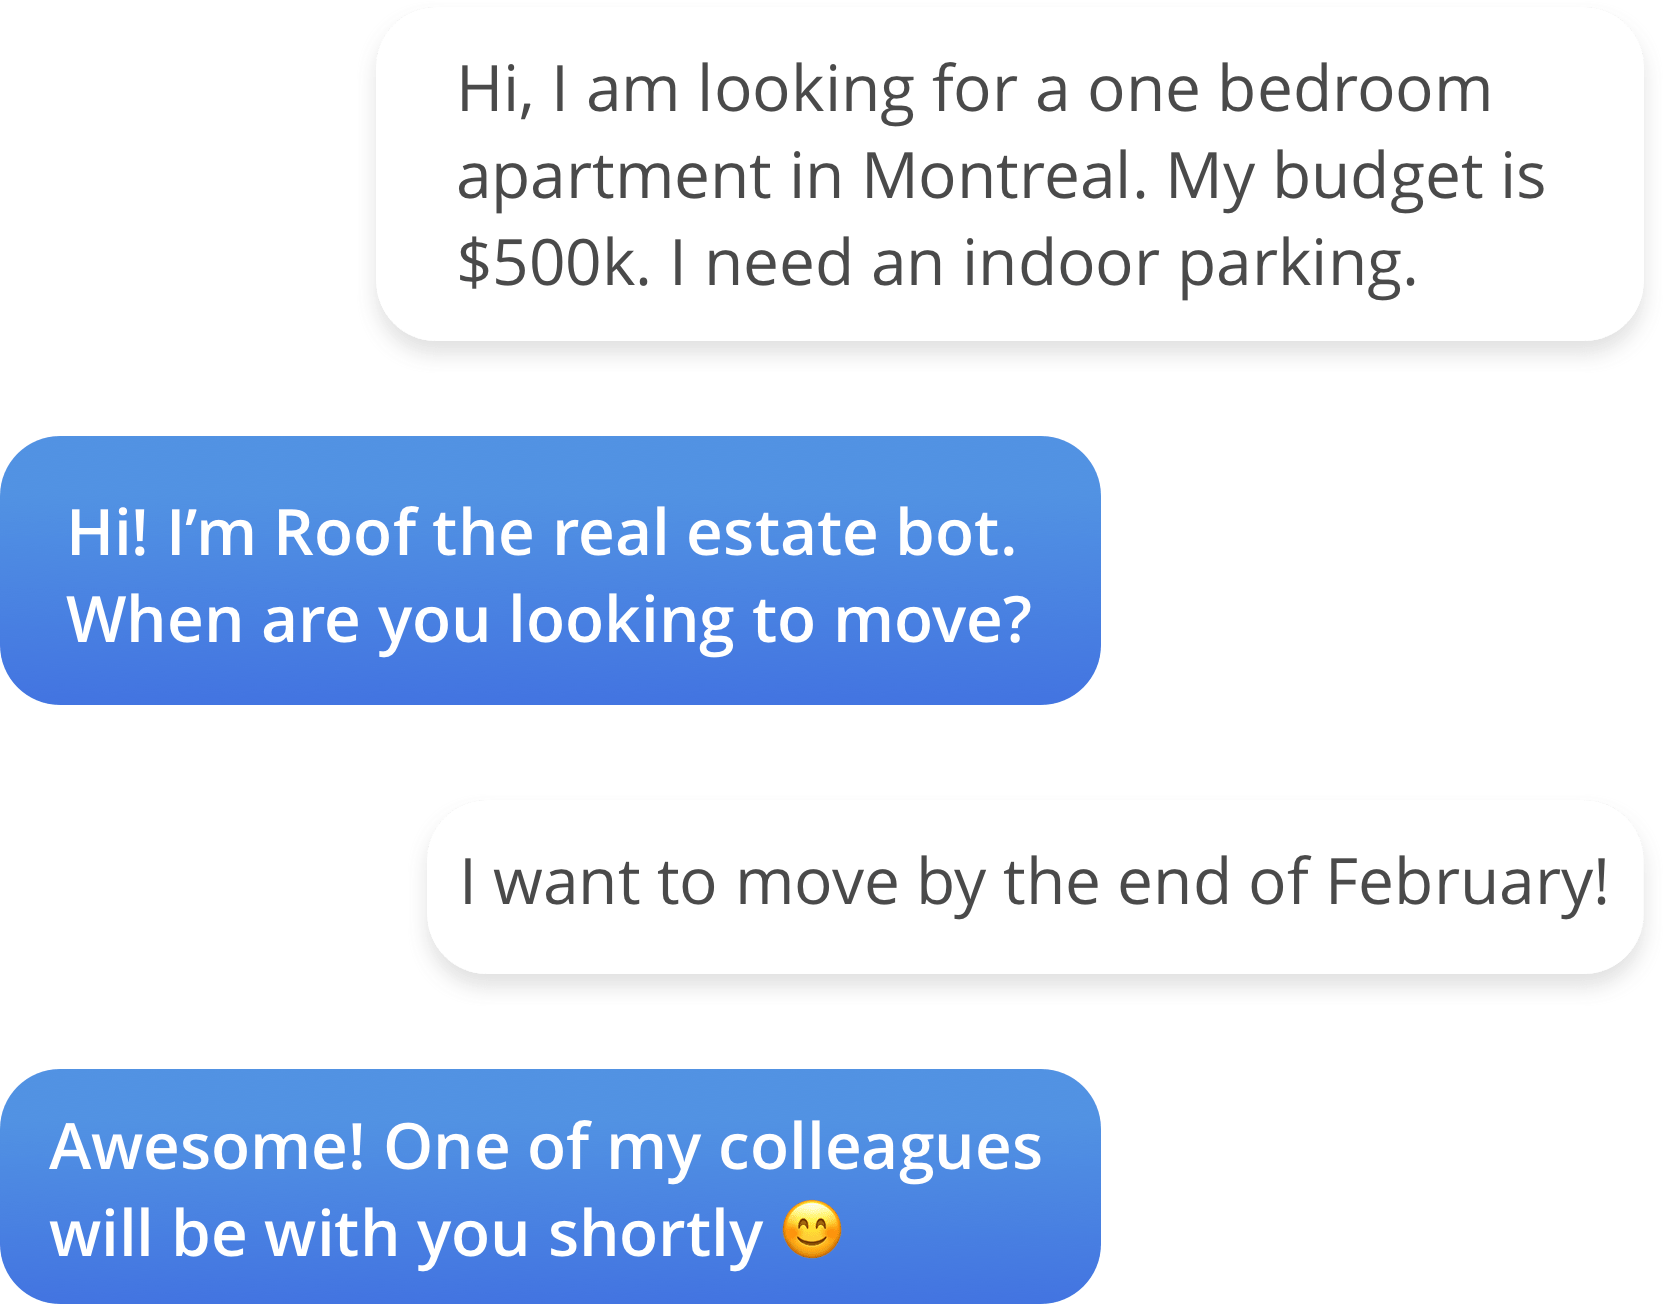 Hi, I am looking for a one bedroom
apartment in Montreal. My budget is
$500k. I need an indoor parking.
Hi! I’m Roof the real estate bot.
When are you looking to move?
I want to move by the end of February!
Awesome! One of my colleagues
will be with you shortly 😊